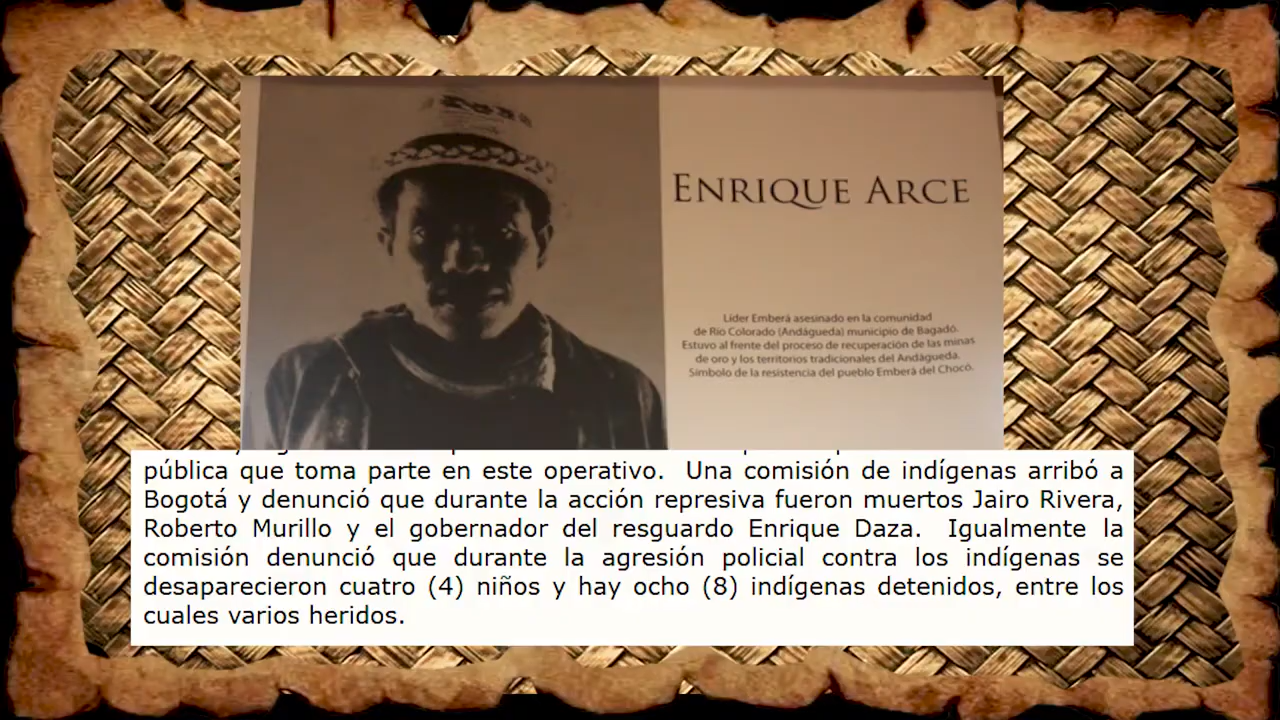 ENRIQUE ARCE
Líder Emberá asesinado en la comunidad
de Río Colorado (Andágueda) municipio de Bagadó.
Estuvo al frente del proceso de recuperación de las minas
de oro y los territorios tradicionales del Andágueda.
Símbolo de la resistencia del pueblo Emberá del Chocó.
pública que toma parte en este operativo. Una comisión de indígenas arribó a
Bogotá y denunció que durante la acción represiva fueron muertos Jairo Rivera,
Roberto Murillo y el gobernador del resguardo Enrique Daza. Igualmente la
comisión denunció que durante la agresión policial contra los indígenas se
desaparecieron cuatro (4) niños y hay ocho (8) indígenas detenidos, entre los
cuales varios heridos.